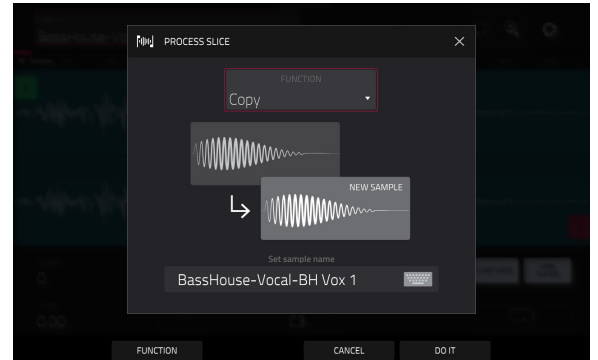 PROCESS SLICE
FUNCTION
Copy
NEW SAMPLE
Set sample name
BassHouse-Vocal-BH Vox 1
FUNCTION
CANCEL
DO IT